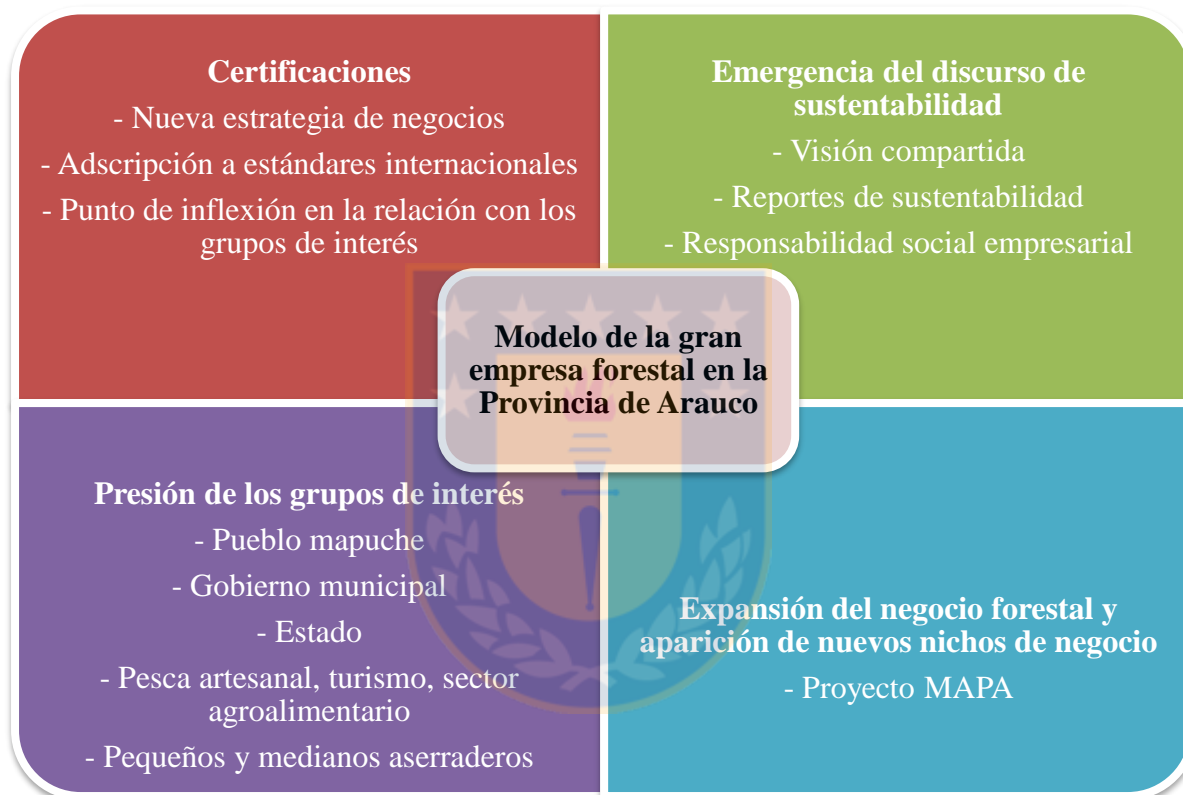 Certificaciones
- Nueva estrategia de negocios
- Adscripción a estándares internacionales
- Punto de inflexión en la relación con los
grupos de interés
Emergencia del discurso de
sustentabilidad
- Visión compartida
- Reportes de sustentabilidad
- Responsabilidad social empresarial
Modelo de la gran
empresa forestal en la
Provincia de Arauco
Presión de los grupos de interés
- Pueblo mapuche
- Gobierno municipal
- Estado
- Pesca artesanal, turismo, sector
agroalimentario
- Pequeños y medianos aserraderos
Expansión del negocio forestal y
aparición de nuevos nichos de negocio
- Proyecto MAPA